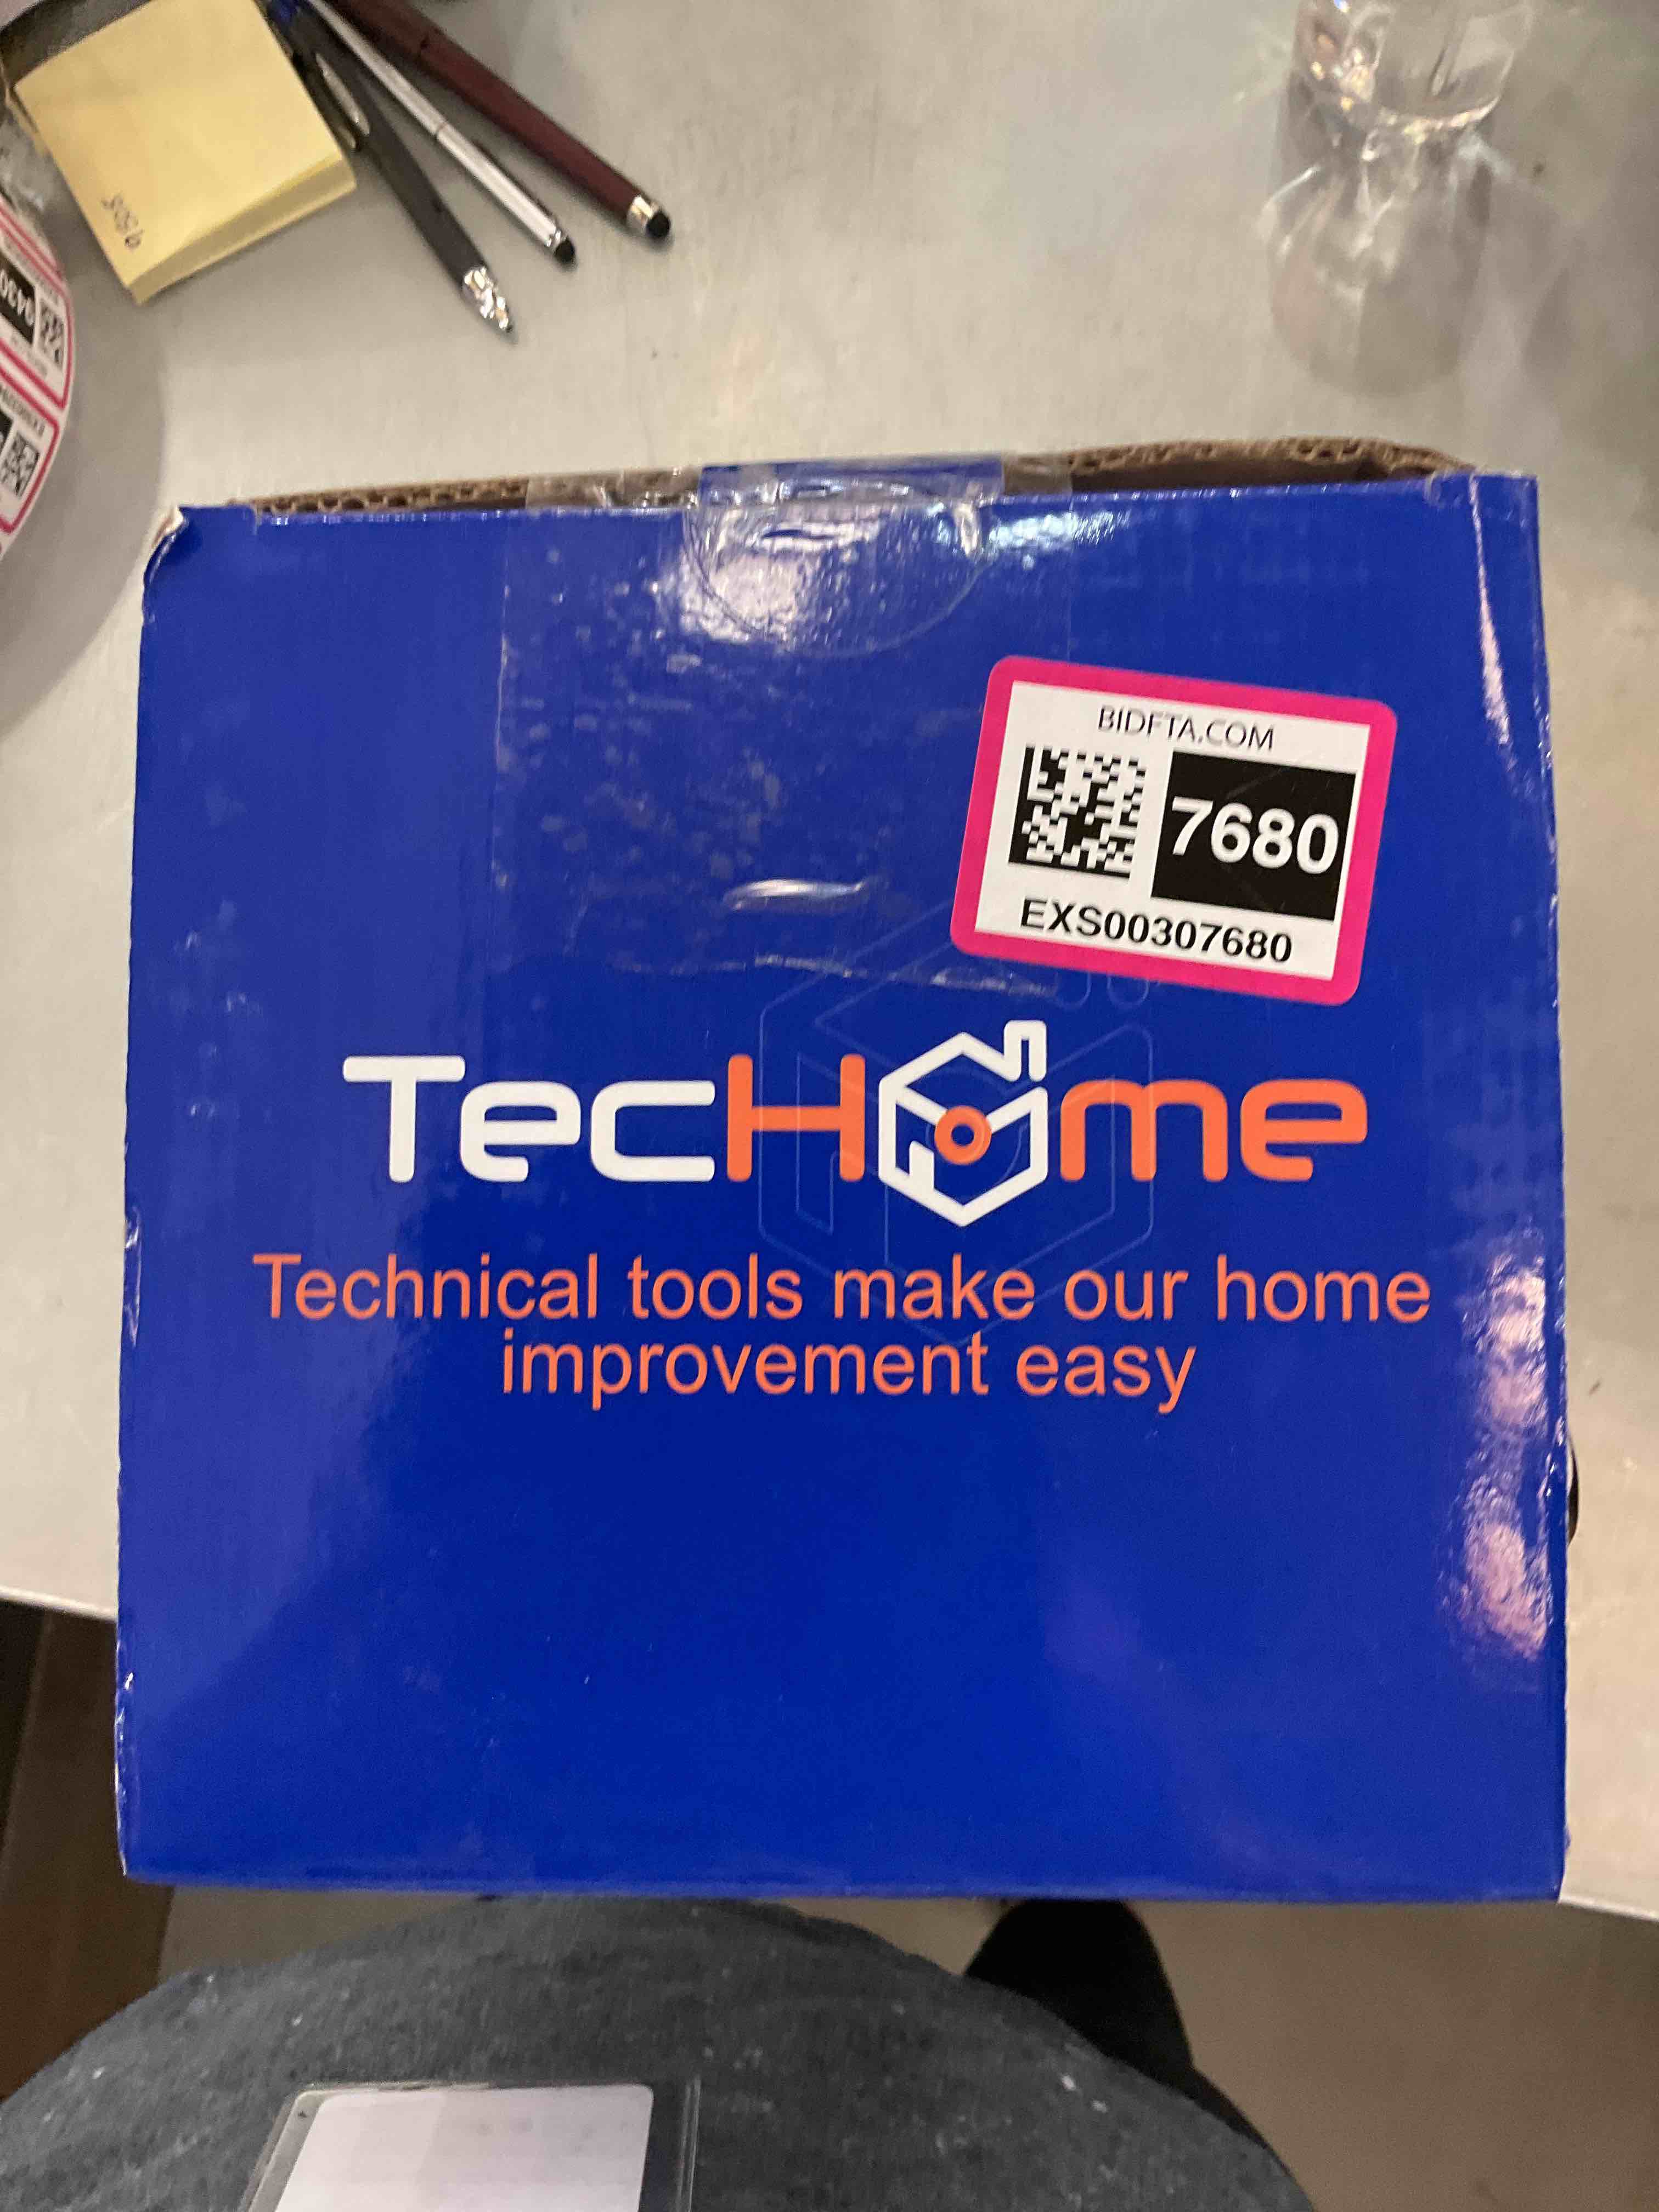 BIDFTA.COM
7680
EXS00307680
TecHome
Technical tools make our home
improvement easy